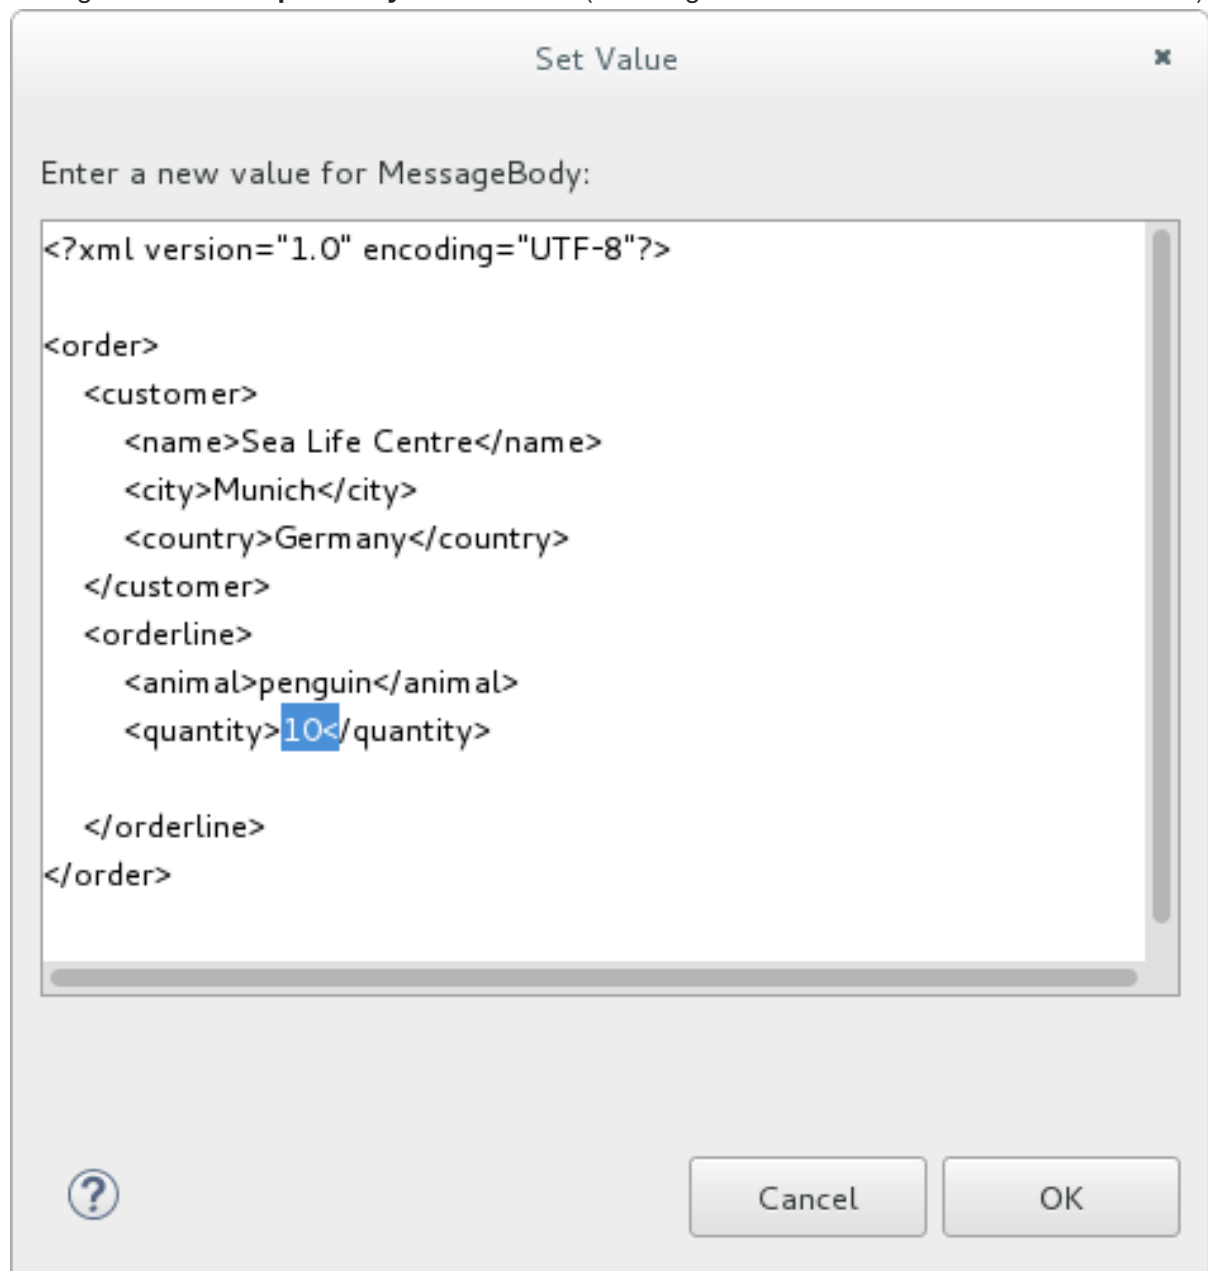 Set Value
Enter a new value for MessageBody:
<?xml version="1.0" encoding="UTF-8"?>
<order>
<customer>
<name>Sea Life Centre</name>
<city>Munich</city>
<country>Germany</country>
</customer>
<orderline>
<animal>penguin</animal>
<quantity>10</quantity>
</orderline>
</order>
?
Cancel OK